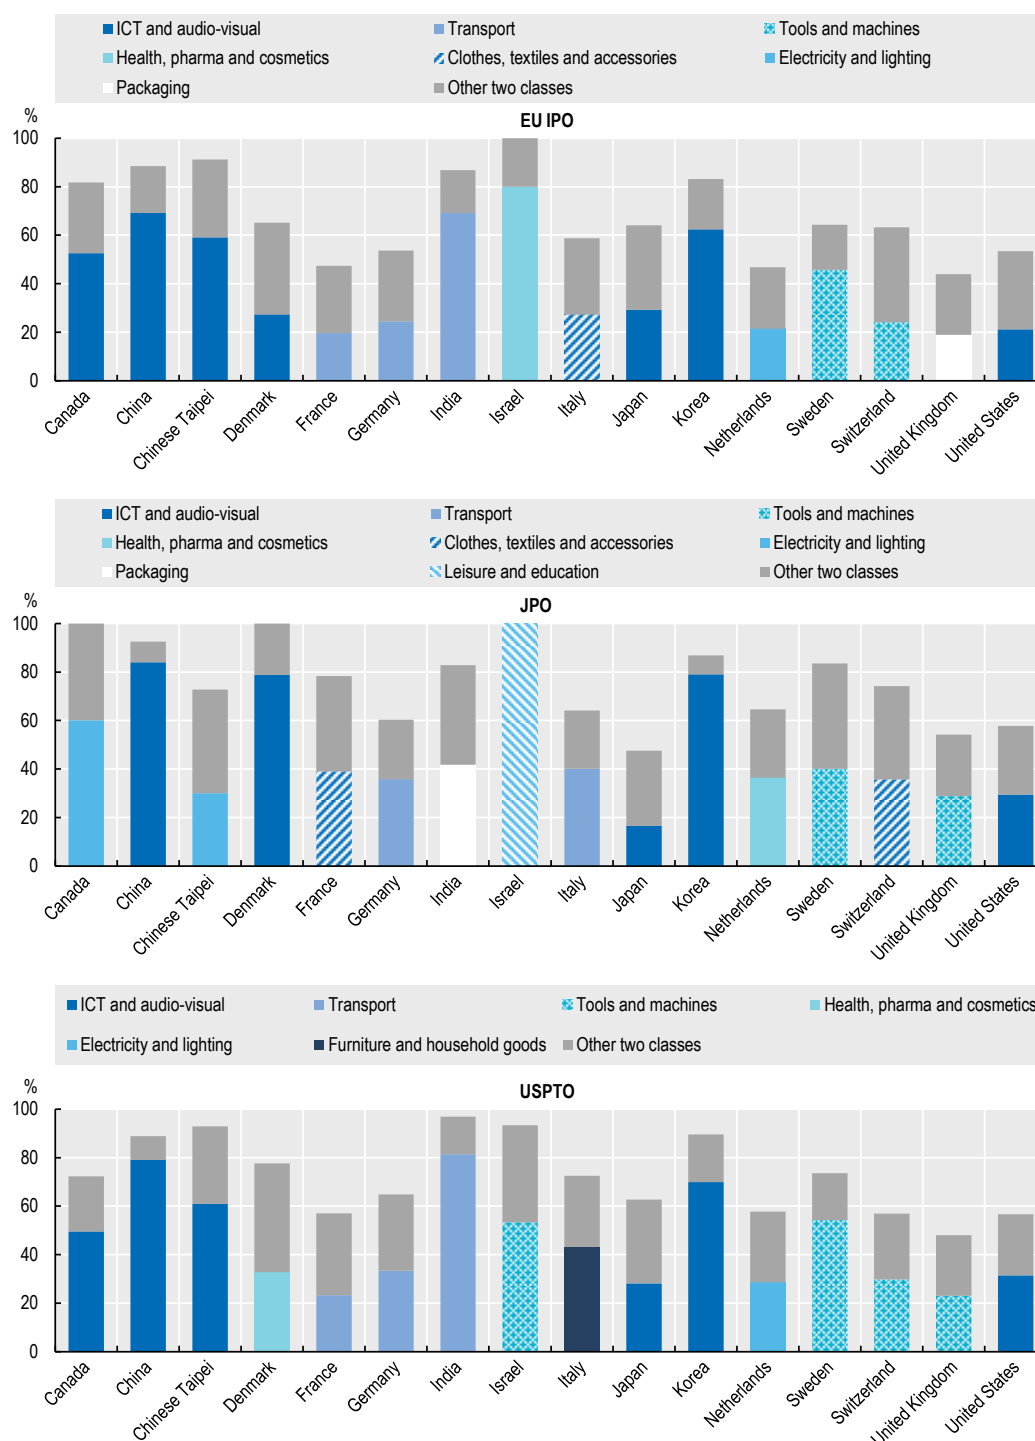 ICT and audio-visual Transport Tools and machines
Health, pharma and cosmetics Clothes, textiles and accessories Electricity and lighting
Packaging Other two classes
%
EU IPO
100
80
60
40
20
0
Canada China Chinese Taipei Denmark France Germany India Israel Italy Japan Korea Netherlands Sweden Switzerland United Kingdom United States
ICT and audio-visual Transport Tools and machines
Health, pharma and cosmetics Clothes, textiles and accessories Electricity and lighting
Packaging Leisure and education Other two classes
%
JPO
100
80
60
40
20
0
Canada China Chinese Taipei Denmark France Germany India Israel Italy Japan Korea Netherlands Sweden Switzerland United Kingdom United States
ICT and audio-visual Transport Tools and machines Health, pharma and cosmetics
Electricity and lighting Furniture and household goods Other two classes
%
USPTO
100
80
60
40
20
0
Canada China Chinese Taipei Denmark France Germany India Israel Italy Japan Korea Netherlands Sweden Switzerland United Kingdom United States